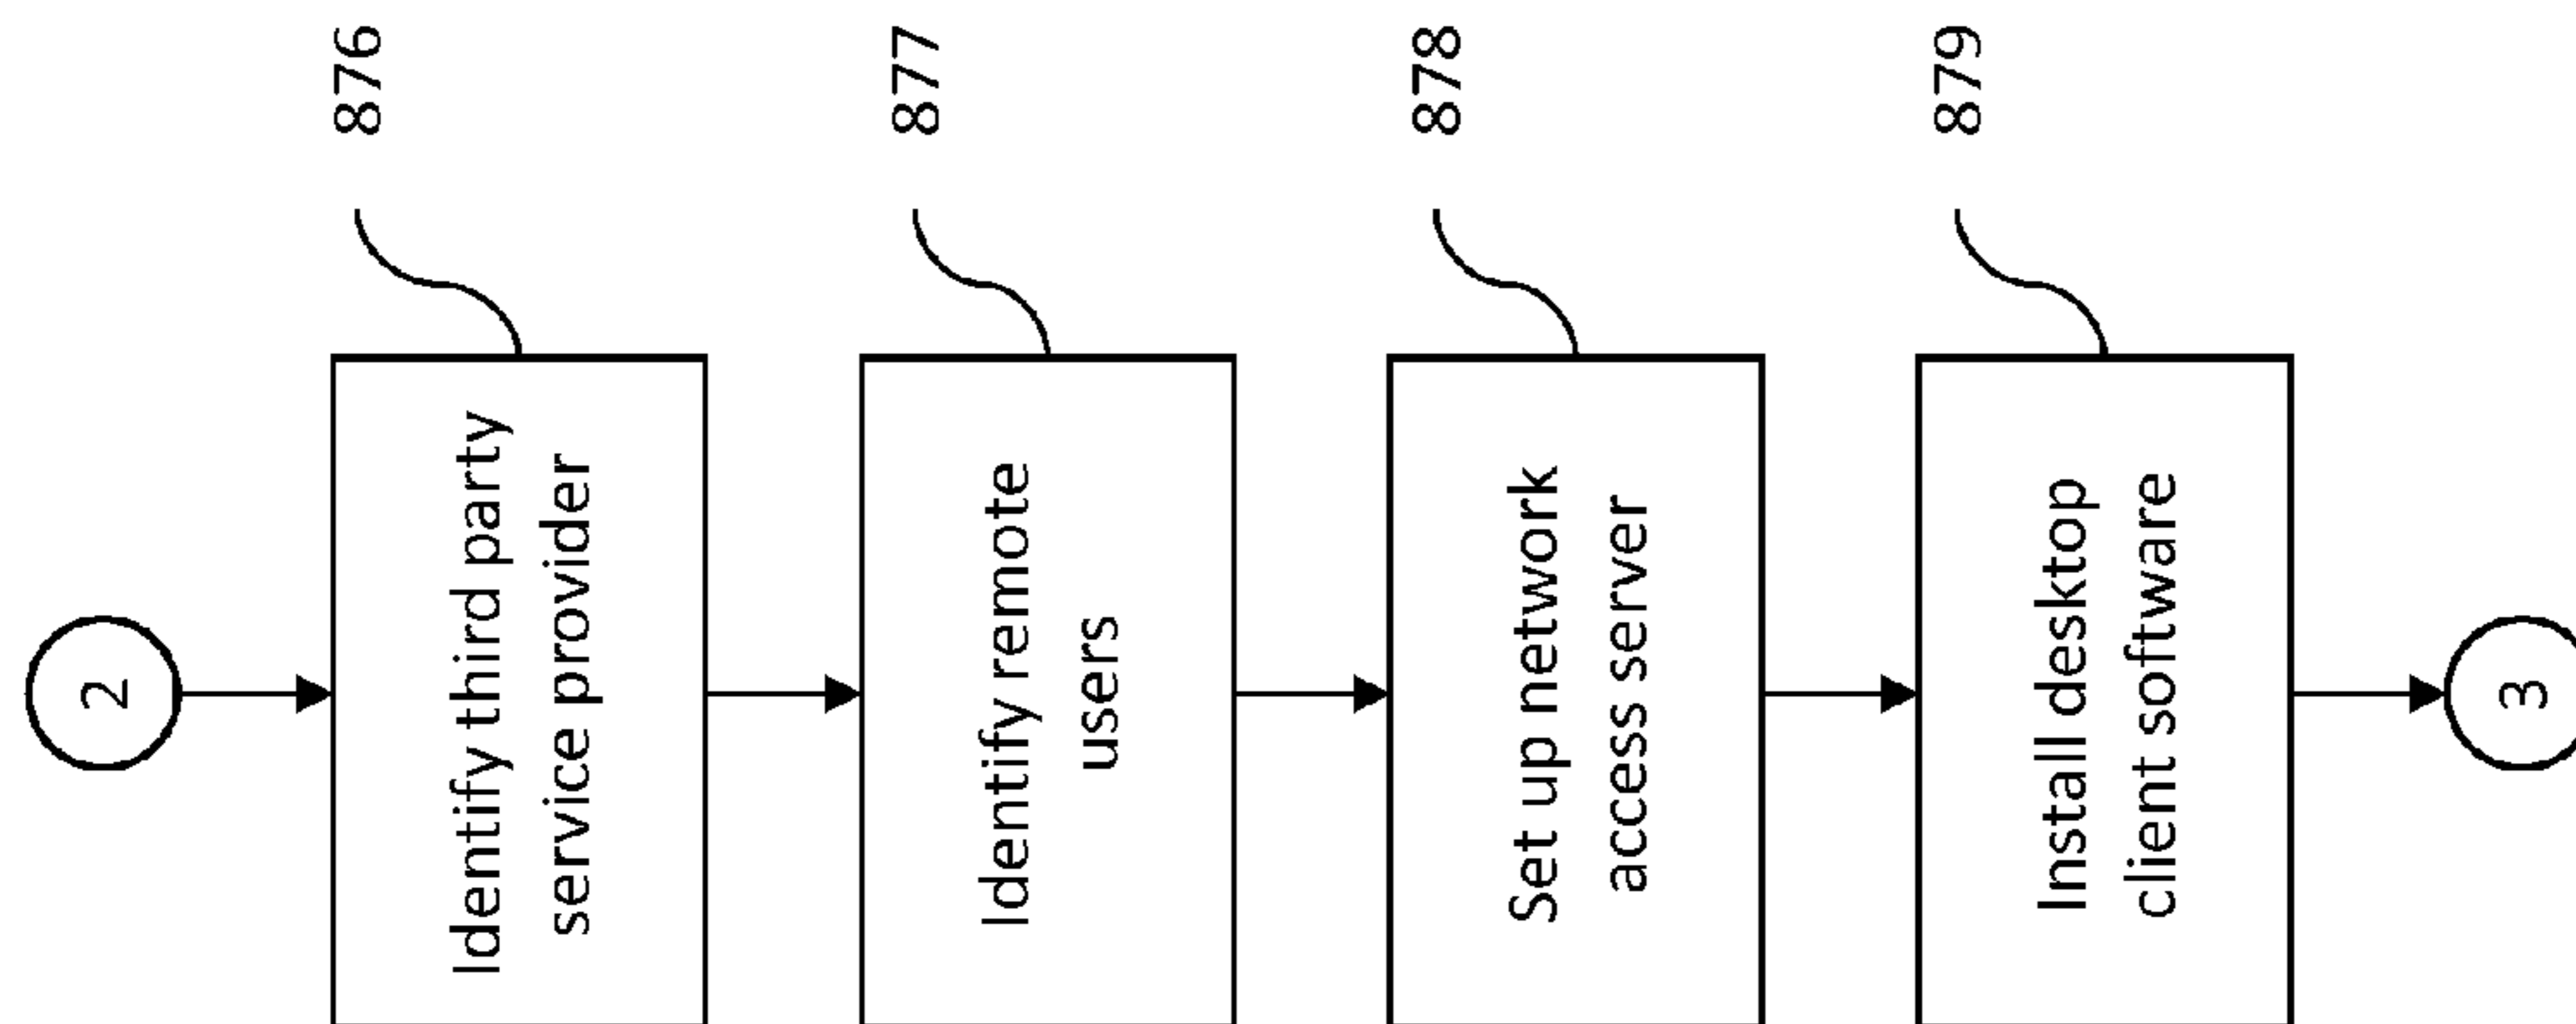 2
Identify third party
service provider
876
Identify remote
users
877
Set up network
access server
878
Install desktop
client software
879
3